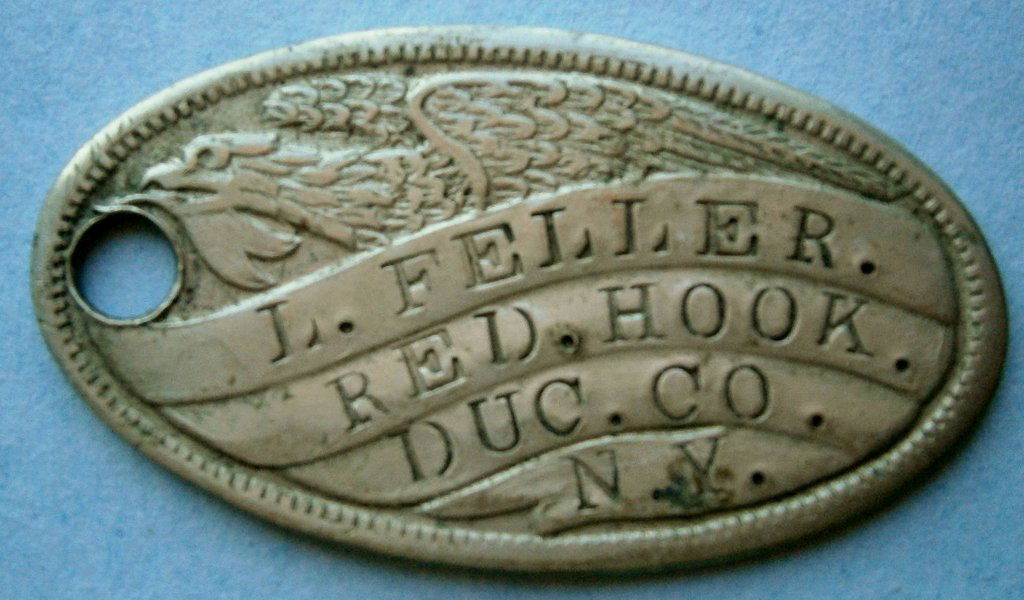 L. FELLER.
RED. HOOK.
DUC. CO.
N.Y.